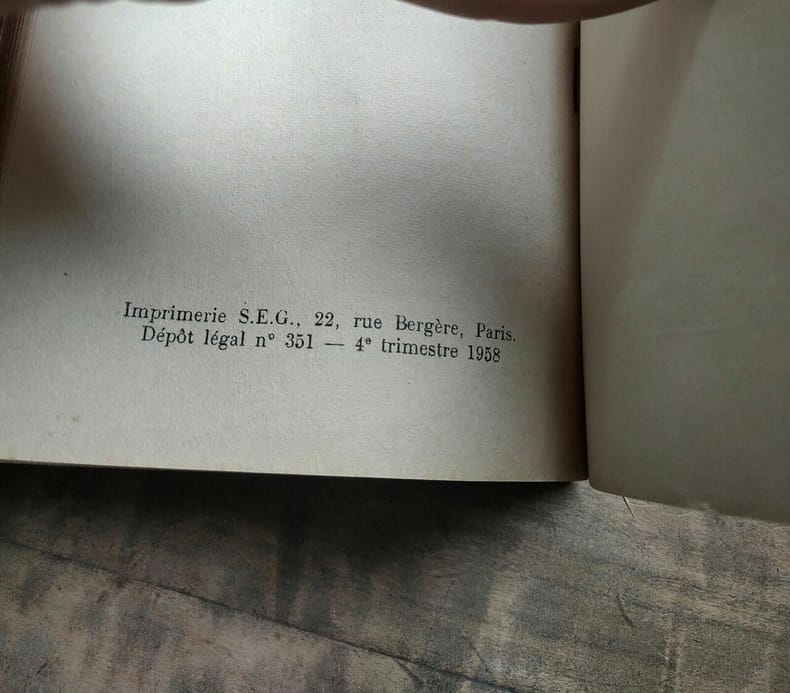 Imprimerie S.E.G., 22, rue Bergère, Paris.
Dépôt légal n° 351 — 4e trimestre 1958